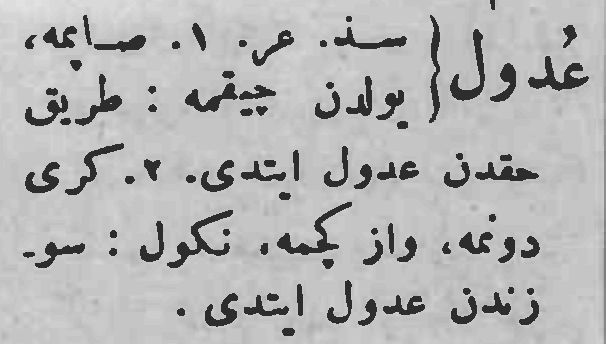 عُدول { سذ. عر. ١. صاپمه،
يولدن چيقمه : طريق
حقدن عدول ايتدى. ٢. كرى
دونمه، واز كچمه، نكول : سو-
زندن عدول ايتدى.